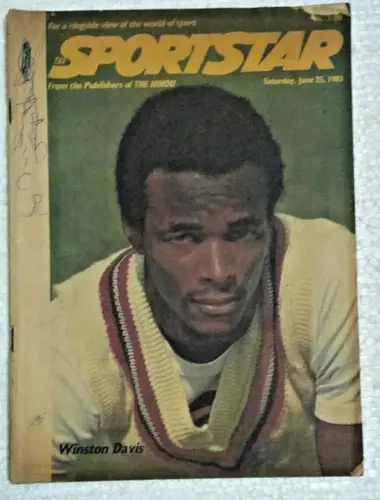 For a ringside view of the world of sport
THE SPORTSTAR
From the Publishers of THE HINDU
Saturday, June 25, 1983
Winston Davis